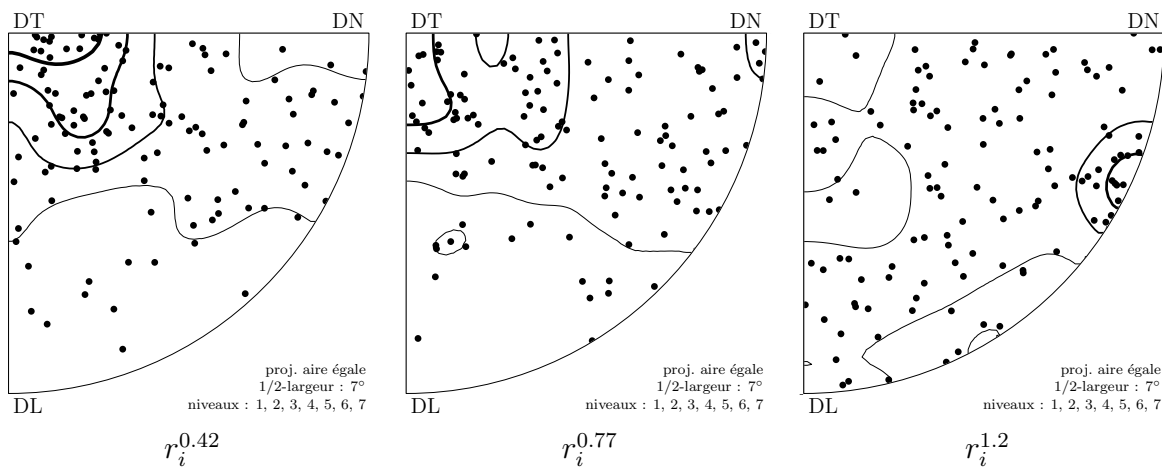 DT DN DT DN DT DN
proj. aire égale
1/2-largeur : 7°
niveaux : 1, 2, 3, 4, 5, 6, 7
DL
proj. aire égale
1/2-largeur : 7°
niveaux : 1, 2, 3, 4, 5, 6, 7
DL
proj. aire égale
1/2-largeur : 7°
niveaux : 1, 2, 3, 4, 5, 6, 7
DL
r_i^0.42 r_i^0.77 r_i^1.2